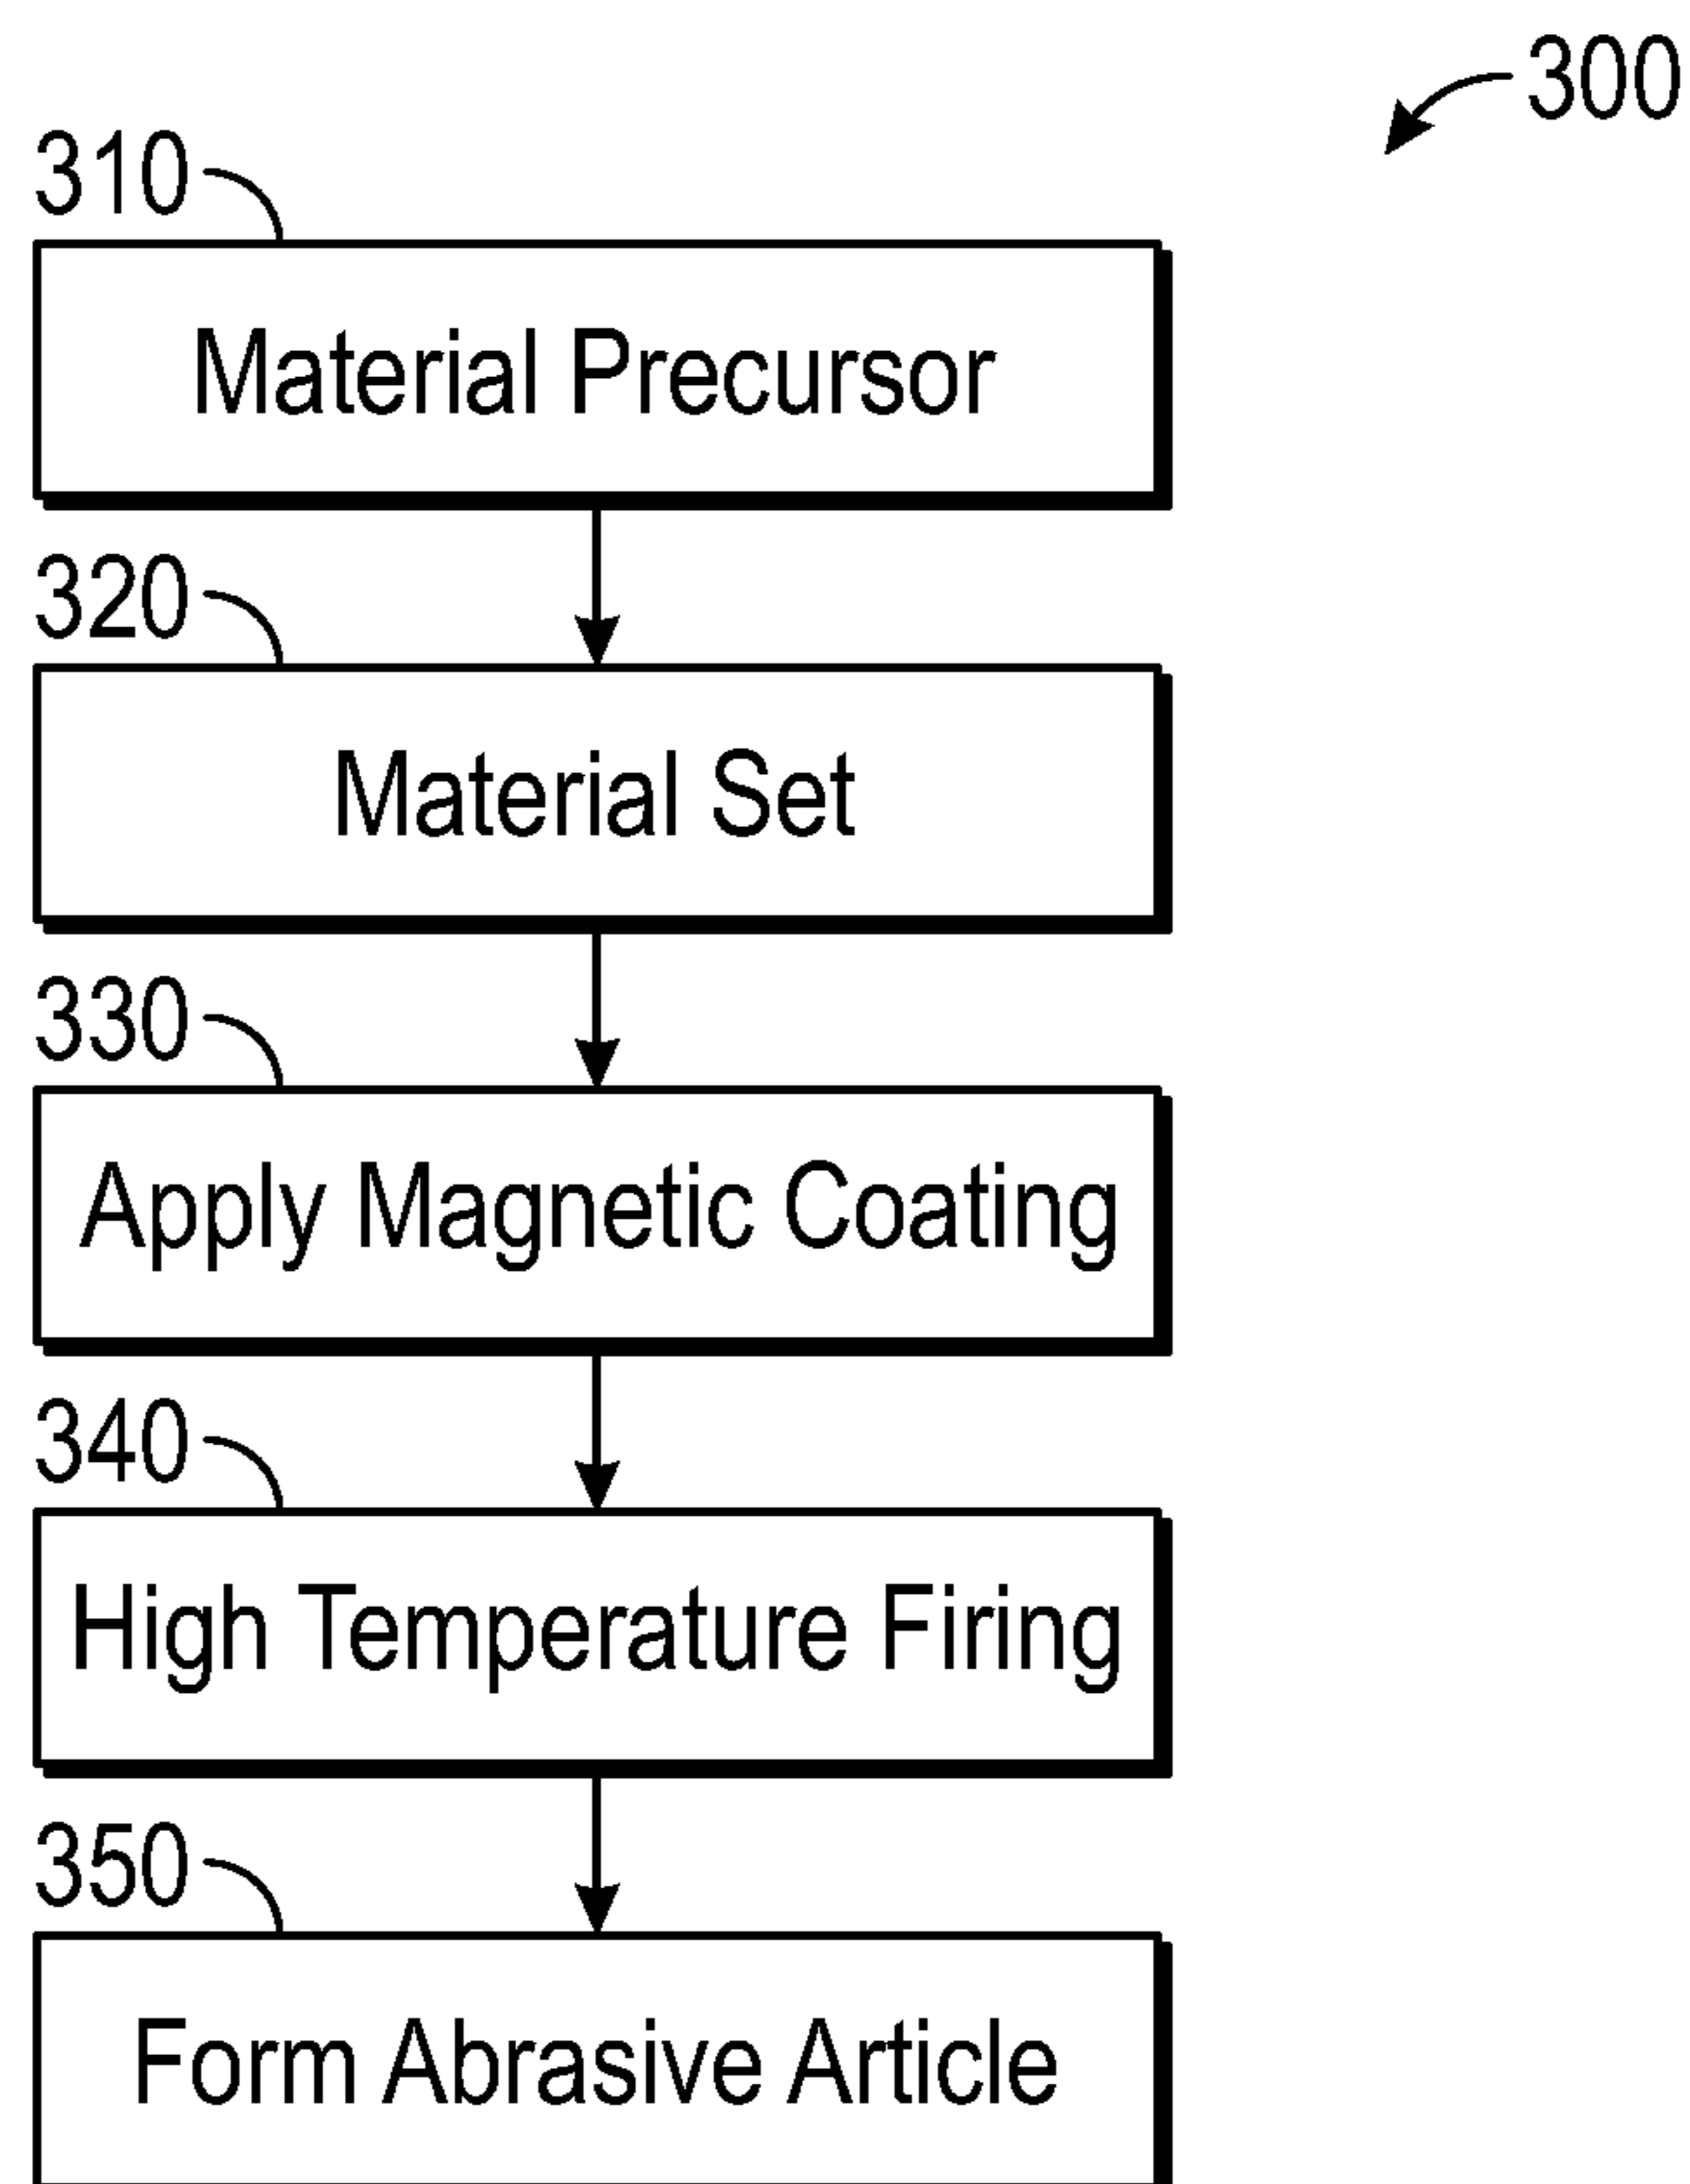 300
310
Material Precursor
320
Material Set
330
Apply Magnetic Coating
340
High Temperature Firing
350
Form Abrasive Article